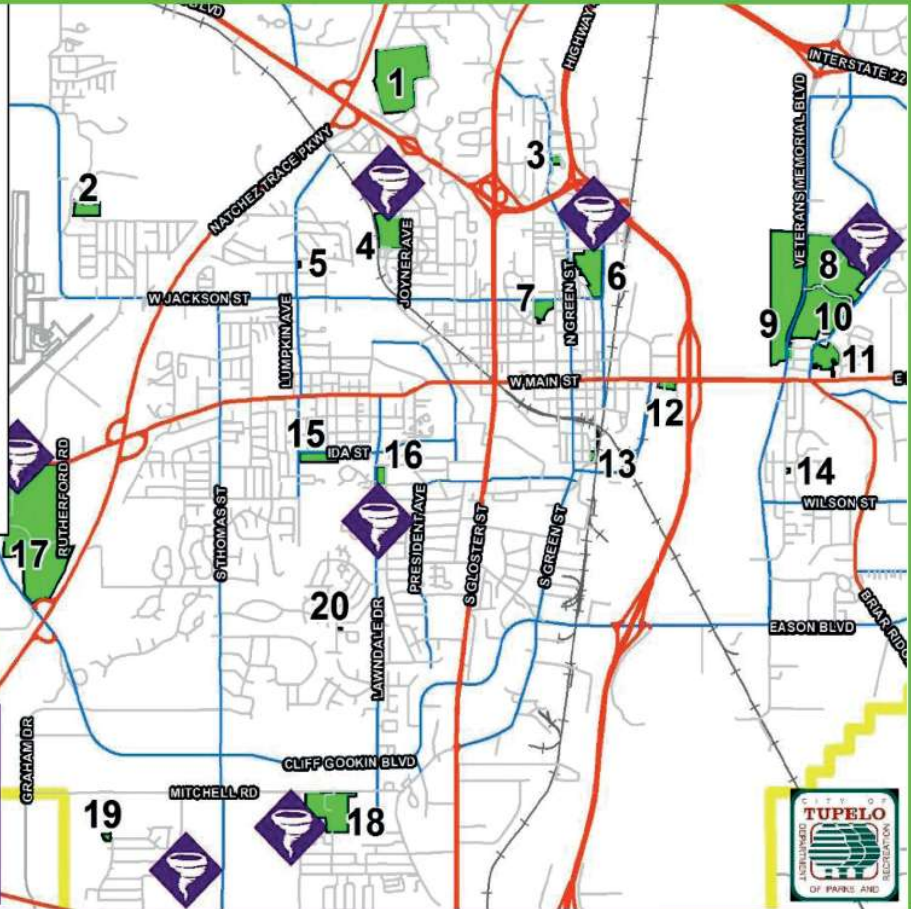 BLVD
HIGHWAY
INTERSTATE 22
1
VETERANS MEMORIAL BLVD
NATCHEZ TRACE PKWY
3
2
4
JOYNER AVE
5
8
6
N GREEN ST
7
W JACKSON ST
LUMPKIN AVE
9
10
11
W MAIN ST
E
12
15
IDA ST
16
13
14
RUTHERFORD RD
WILSON ST
S THOMAS ST
PRESIDENT AVE
S GLOSTER ST
S GREEN ST
17
20
LAWNDALE DR
EASON BLVD
BRIAR RIDG
GRAHAM DR
CLIFF GOOKIN BLVD
MITCHELL RD
19
18
CITY OF
TUPELO
DEPARTMENT
OF PARKS AND
RECREATION